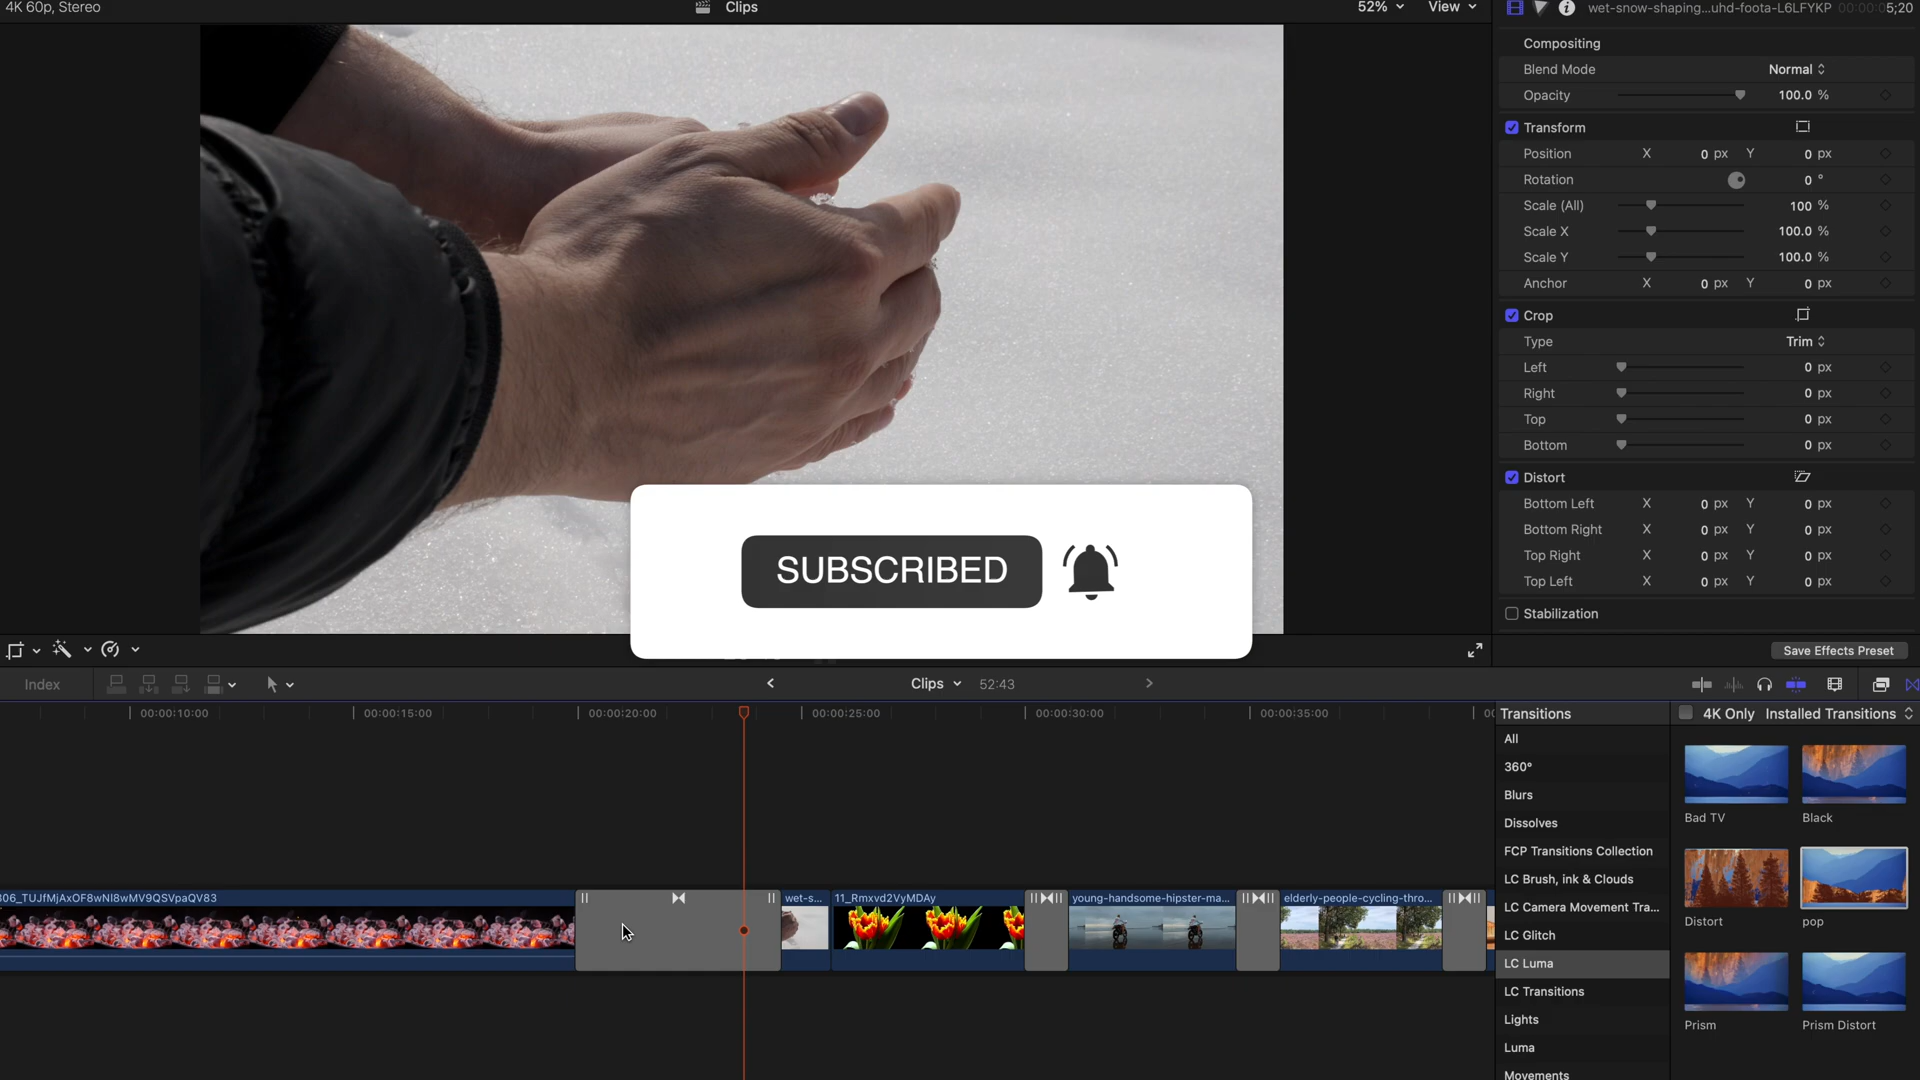 4K 60p, Stereo
Clips
52%
View
wet-snow-shaping...uhd-foota-L6LFYKP
00:00:05;20
Compositing
Blend Mode Normal
Opacity 100.0 %
Transform
Position X 0 px Y 0 px
Rotation 0 °
Scale (All) 100 %
Scale X 100.0 %
Scale Y 100.0 %
Anchor X 0 px Y 0 px
Crop
Type Trim
Left 0 px
Right 0 px
Top 0 px
Bottom 0 px
Distort
Bottom Left X 0 px Y 0 px
Bottom Right X 0 px Y 0 px
Top Right X 0 px Y 0 px
Top Left X 0 px Y 0 px
Stabilization
SUBSCRIBED
Save Effects Preset
Index
Clips 52:43
00:00:10:00
00:00:15:00
00:00:20:00
00:00:25:00
00:00:30:00
00:00:35:00
Transitions
4K Only
Installed Transitions
All
360°
Blurs
Dissolves
FCP Transitions Collection
LC Brush, ink & Clouds
LC Camera Movement Tra...
LC Glitch
LC Luma
LC Transitions
Lights
Luma
Movements
Bad TV
Black
Distort
pop
Prism
Prism Distort
306_TUJfMjAxOF8wNI8wMV9QSVpaQV83
wet-s...
11_Rmxvd2VyMDAy
young-handsome-hipster-ma...
elderly-people-cycling-thro...